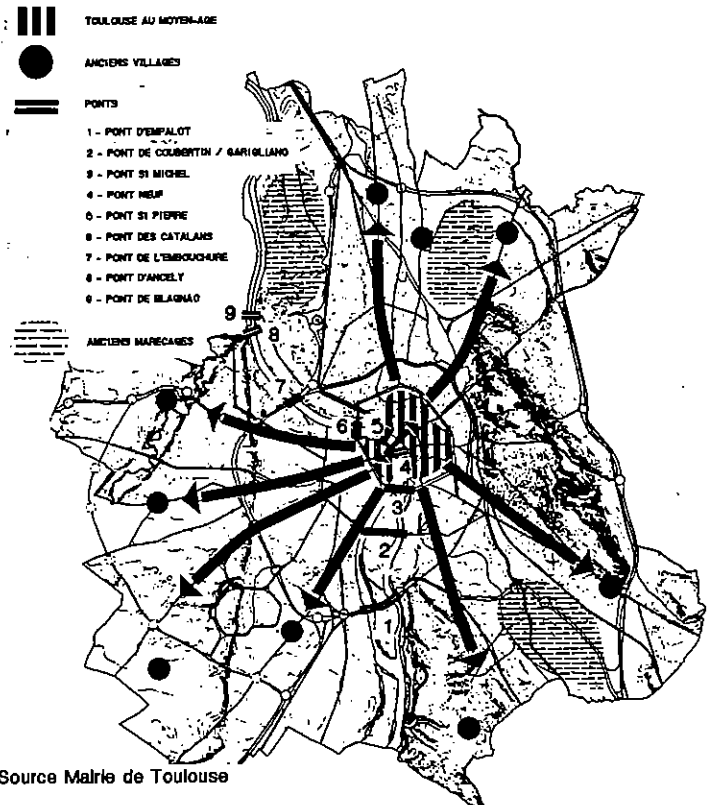 TOULOUSE AU MOYEN-AGE
ANCIENS VILLAGES
PONTS
1 - PONT D'EMPALOT
2 - PONT DE COUBERTIN / GARIGLIANO
3 - PONT ST MICHEL
4 - PONT NEUF
5 - PONT ST PIERRE
6 - PONT DES CATALANS
7 - PONT DE L'EMBOUCHURE
8 - PONT D'ANCELY
9 - PONT DE BLAGNAC
ANCIENS MARECAGES
9
8
7
6 5
4
3
2
1
Source Mairie de Toulouse